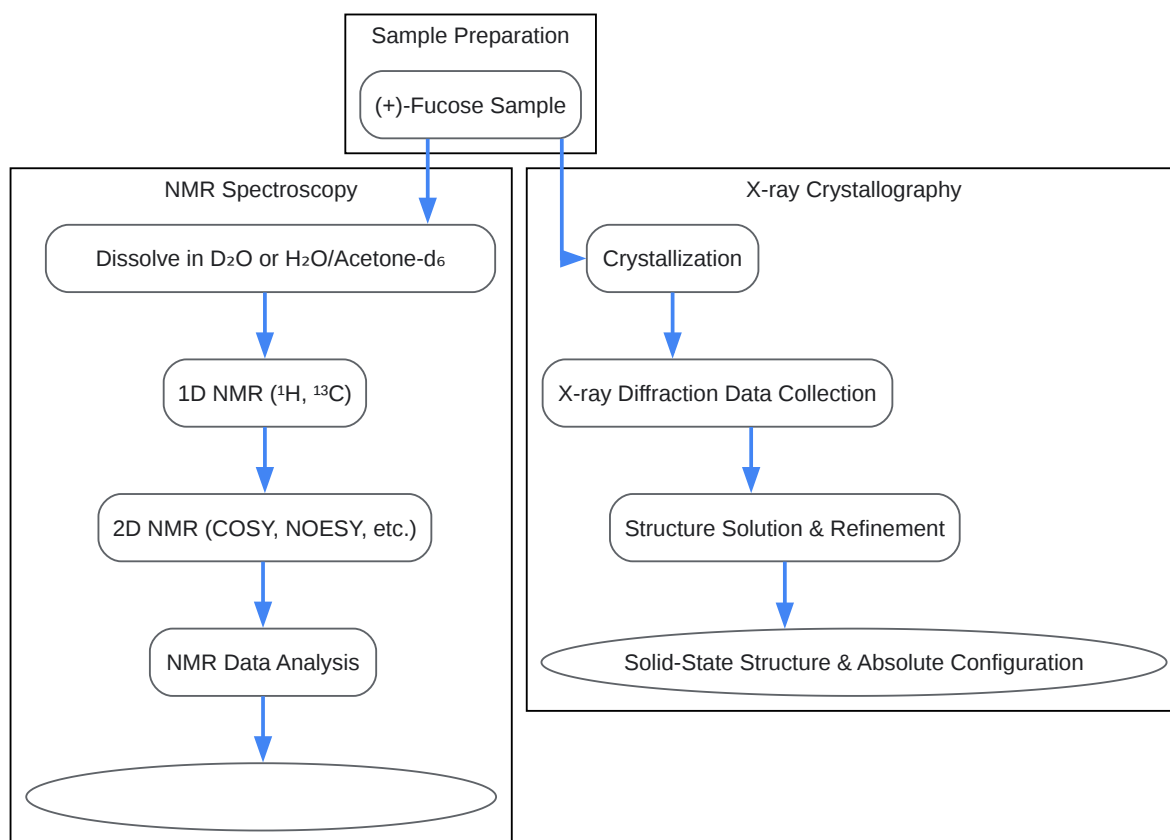 Sample Preparation
(+)-Fucose Sample
NMR Spectroscopy
Dissolve in D₂O or H₂O/Acetone-d₆
1D NMR (¹H, ¹³C)
2D NMR (COSY, NOESY, etc.)
NMR Data Analysis
X-ray Crystallography
Crystallization
X-ray Diffraction Data Collection
Structure Solution & Refinement
Solid-State Structure & Absolute Configuration